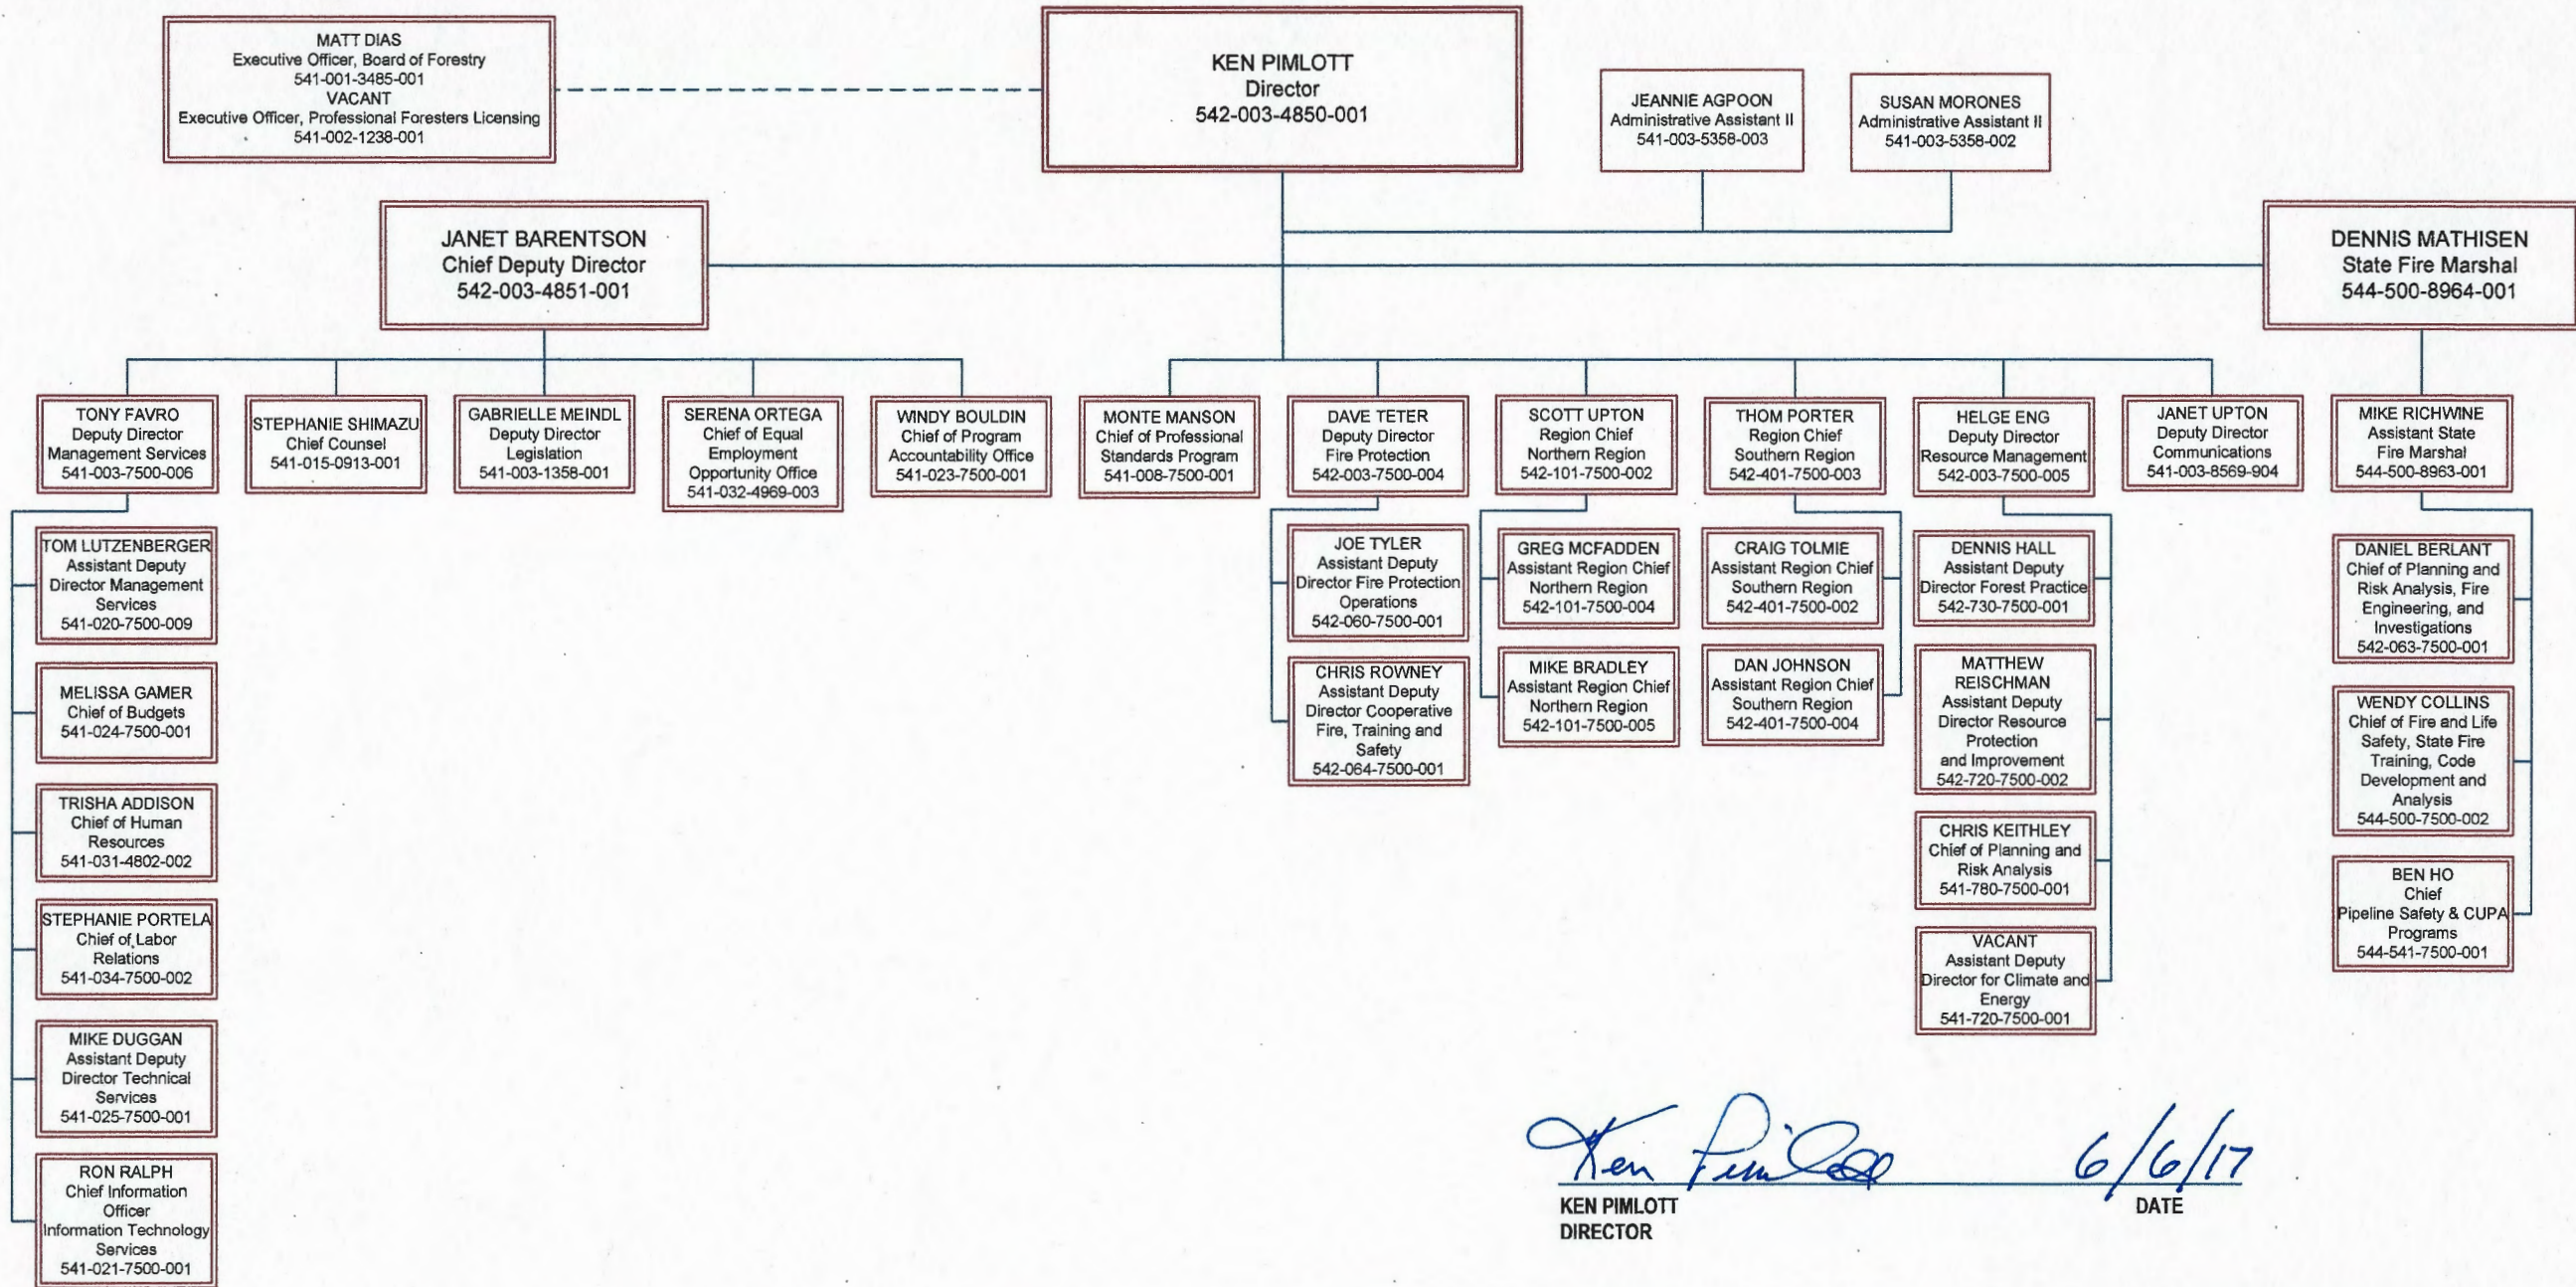 MATT DIAS
Executive Officer, Board of Forestry
541-001-3485-001
VACANT
Executive Officer, Professional Foresters Licensing
541-002-1238-001
KEN PIMLOTT
Director
542-003-4850-001
JEANNIE AGPOON
Administrative Assistant II
541-003-5358-003
SUSAN MORONES
Administrative Assistant II
541-003-5358-002
JANET BARENTSON
Chief Deputy Director
542-003-4851-001
DENNIS MATHISEN
State Fire Marshal
544-500-8964-001
TONY FAVRO
Deputy Director
Management Services
541-003-7500-006
STEPHANIE SHIMAZU
Chief Counsel
541-015-0913-001
GABRIELLE MEINDL
Deputy Director
Legislation
541-003-1358-001
SERENA ORTEGA
Chief of Equal
Employment
Opportunity Office
541-032-4969-003
WINDY BOULDIN
Chief of Program
Accountability Office
541-023-7500-001
MONTE MANSON
Chief of Professional
Standards Program
541-008-7500-001
DAVE TETER
Deputy Director
Fire Protection
542-003-7500-004
SCOTT UPTON
Region Chief
Northern Region
542-101-7500-002
THOM PORTER
Region Chief
Southern Region
542-401-7500-003
HELGE ENG
Deputy Director
Resource Management
542-003-7500-005
JANET UPTON
Deputy Director
Communications
541-003-8569-904
MIKE RICHWINE
Assistant State
Fire Marshal
544-500-8963-001
TOM LUTZENBERGER
Assistant Deputy
Director Management
Services
541-020-7500-009
MELISSA GAMER
Chief of Budgets
541-024-7500-001
TRISHA ADDISON
Chief of Human
Resources
541-031-4802-002
STEPHANIE PORTELA
Chief of Labor
Relations
541-034-7500-002
MIKE DUGGAN
Assistant Deputy
Director Technical
Services
541-025-7500-001
RON RALPH
Chief Information
Officer
Information Technology
Services
541-021-7500-001
JOE TYLER
Assistant Deputy
Director Fire Protection
Operations
542-060-7500-001
CHRIS ROWNEY
Assistant Deputy
Director Cooperative
Fire, Training and
Safety
542-064-7500-001
GREG MCFADDEN
Assistant Region Chief
Northern Region
542-101-7500-004
MIKE BRADLEY
Assistant Region Chief
Northern Region
542-101-7500-005
CRAIG TOLMIE
Assistant Region Chief
Southern Region
542-401-7500-002
DAN JOHNSON
Assistant Region Chief
Southern Region
542-401-7500-004
DENNIS HALL
Assistant Deputy
Director Forest Practice
542-730-7500-001
MATTHEW
REISCHMAN
Assistant Deputy
Director Resource
Protection
and Improvement
542-720-7500-002
CHRIS KEITHLEY
Chief of Planning and
Risk Analysis
541-780-7500-001
VACANT
Assistant Deputy
Director for Climate and
Energy
541-720-7500-001
DANIEL BERLANT
Chief of Planning and
Risk Analysis, Fire
Engineering, and
Investigations
542-063-7500-001
WENDY COLLINS
Chief of Fire and Life
Safety, State Fire
Training, Code
Development and
Analysis
544-500-7500-002
BEN HO
Chief
Pipeline Safety & CUPA
Programs
544-541-7500-001
Ken Pimlott 6/6/17
KEN PIMLOTT DATE
DIRECTOR